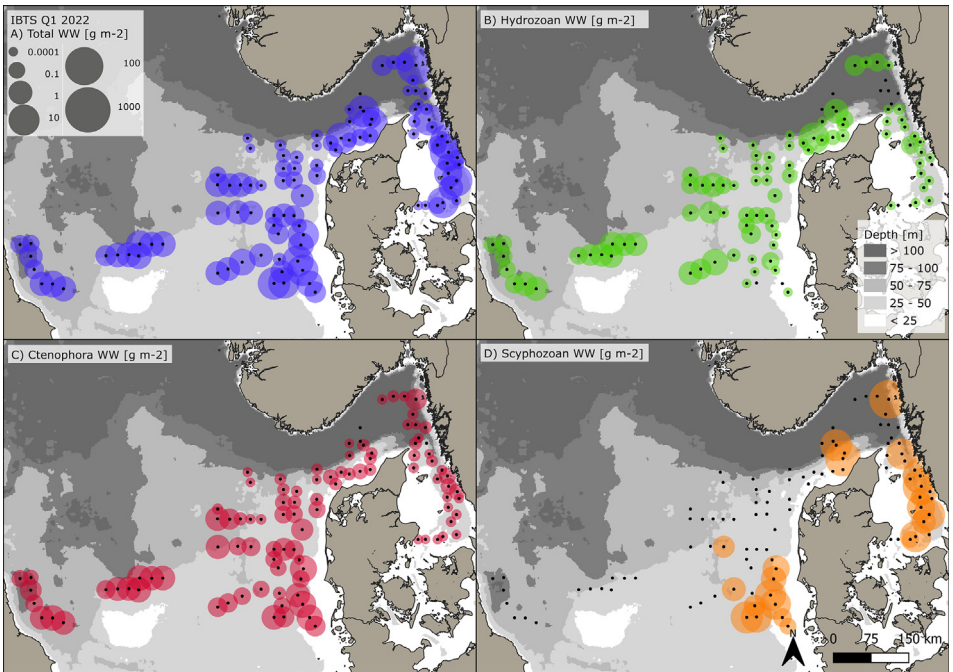 IBTS Q1 2022
A) Total WW [g m-2]
0.0001
0.1
1
10
100
1000
B) Hydrozoan WW [g m-2]
Depth [m]
> 100
75 - 100
50 - 75
25 - 50
< 25
C) Ctenophora WW [g m-2]
D) Scyphozoan WW [g m-2]
N
0 75 150 km